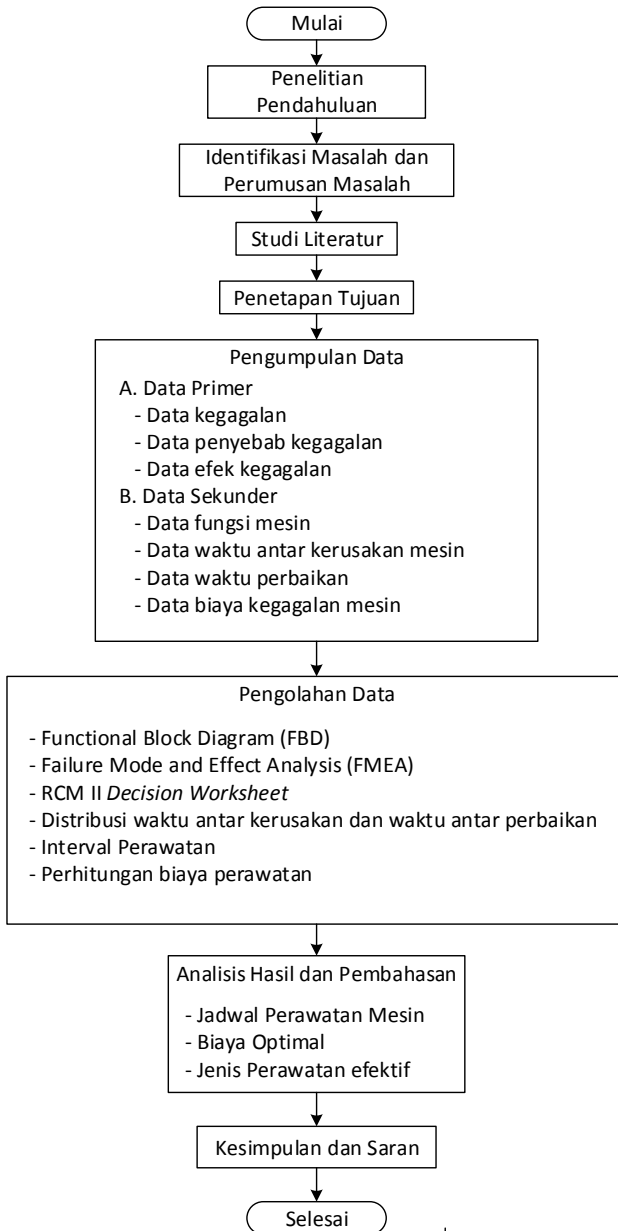 Mulai
Penelitian
Pendahuluan
Identifikasi Masalah dan
Perumusan Masalah
Studi Literatur
Penetapan Tujuan
Pengumpulan Data
A. Data Primer
- Data kegagalan
- Data penyebab kegagalan
- Data efek kegagalan
B. Data Sekunder
- Data fungsi mesin
- Data waktu antar kerusakan mesin
- Data waktu perbaikan
- Data biaya kegagalan mesin
Pengolahan Data
- Functional Block Diagram (FBD)
- Failure Mode and Effect Analysis (FMEA)
- RCM II Decision Worksheet
- Distribusi waktu antar kerusakan dan waktu antar perbaikan
- Interval Perawatan
- Perhitungan biaya perawatan
Analisis Hasil dan Pembahasan
- Jadwal Perawatan Mesin
- Biaya Optimal
- Jenis Perawatan efektif
Kesimpulan dan Saran
Selesai